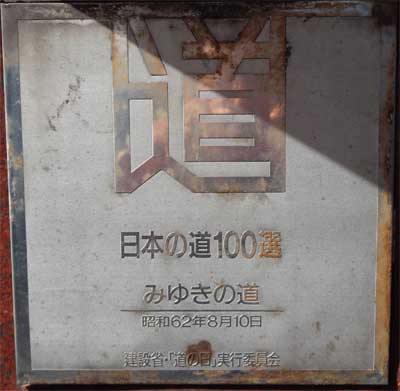 道
日本の道100選
みゆきの道
昭和62年8月10日
建設省・「道の日」実行委員会